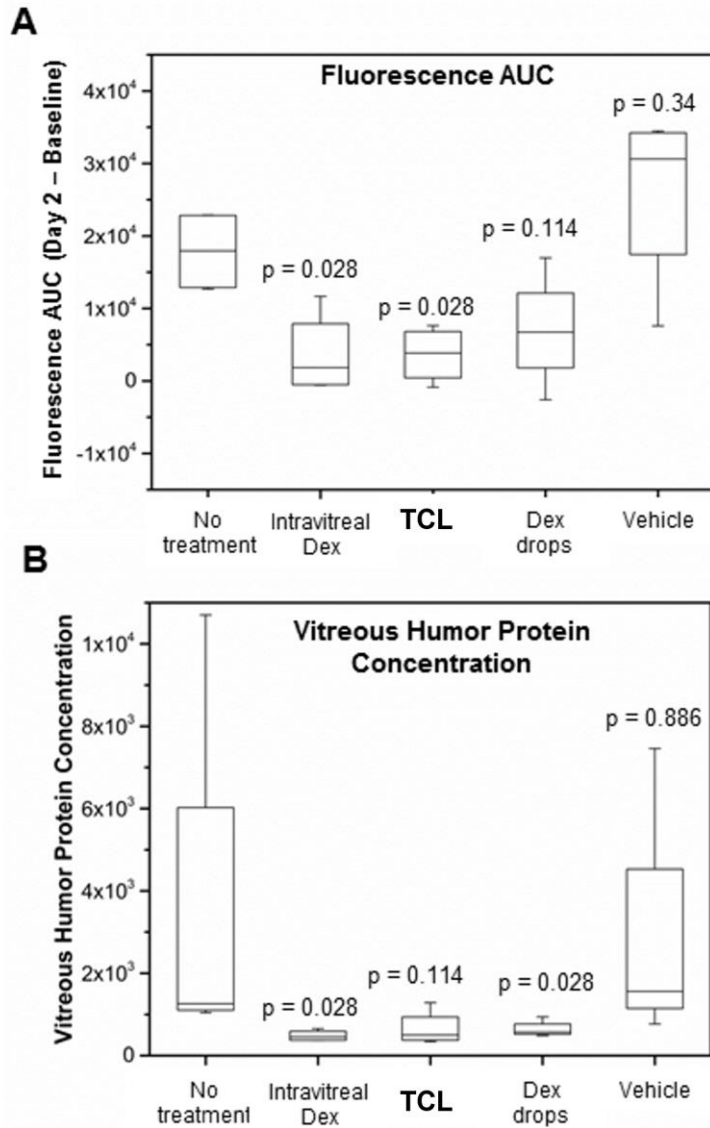 A
Fluorescence AUC
Fluorescence AUC (Day 2 – Baseline)
4x10⁴
3x10⁴
2x10⁴
1x10⁴
0
-1x10⁴
p = 0.028
p = 0.028
p = 0.114
p = 0.34
No treatment
Intravitreal Dex
TCL
Dex drops
Vehicle
B
Vitreous Humor Protein
Concentration
Vitreous Humor Protein Concentration
1x10⁴
8x10³
6x10³
4x10³
2x10³
0
p = 0.028
p = 0.114
p = 0.028
p = 0.886
No treatment
Intravitreal Dex
TCL
Dex drops
Vehicle